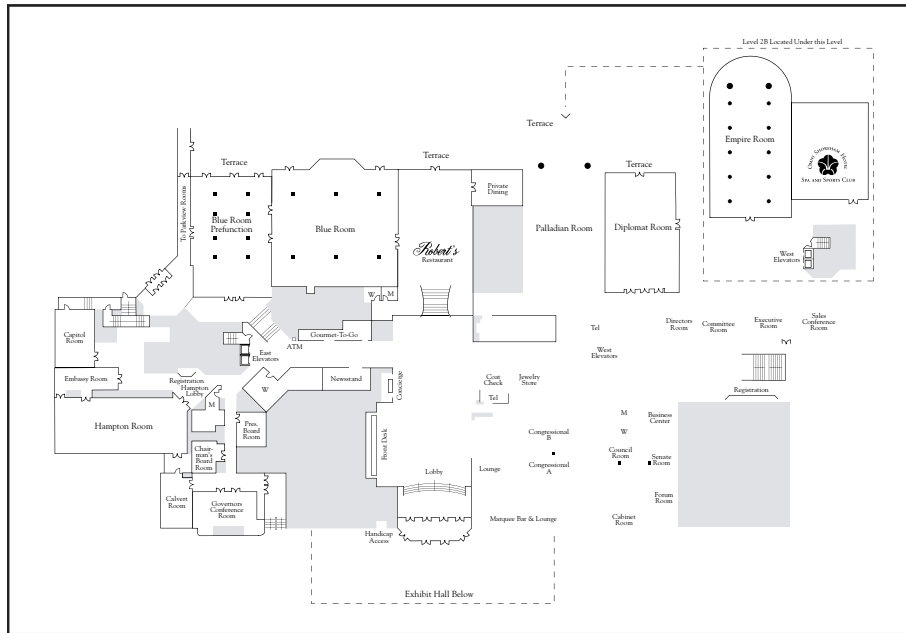 Level 2B Located Under this Level
Terrace
Empire Room
OMNI SHOREHAM HOTEL
SPA AND SPORTS CLUB
Terrace
Terrace
Terrace
To Parkview Rooms
Private
Dining
Blue Room
Prefunction
Blue Room
Palladian Room
Diplomat Room
Robert's
Restaurant
West
Elevators
W
M
Capitol
Room
Gourmet-To-Go
ATM
Tel
Directors
Room
Committee
Room
Executive
Room
Sales
Conference
Room
East
Elevators
West
Elevators
Embassy Room
Registration
Hampton
Lobby
W
Newsstand
Concierge
Coat
Check
Jewelry
Store
Registration
Tel
M
Hampton Room
Pres.
Board
Room
Front Desk
Congressional
B
M
Business
Center
W
Chair-
man's
Board
Room
Council
Room
Senate
Room
Lobby
Lounge
Congressional
A
Calvert
Room
Governors
Conference
Room
Forum
Room
Marquee Bar & Lounge
Cabinet
Room
Handicap
Access
Exhibit Hall Below